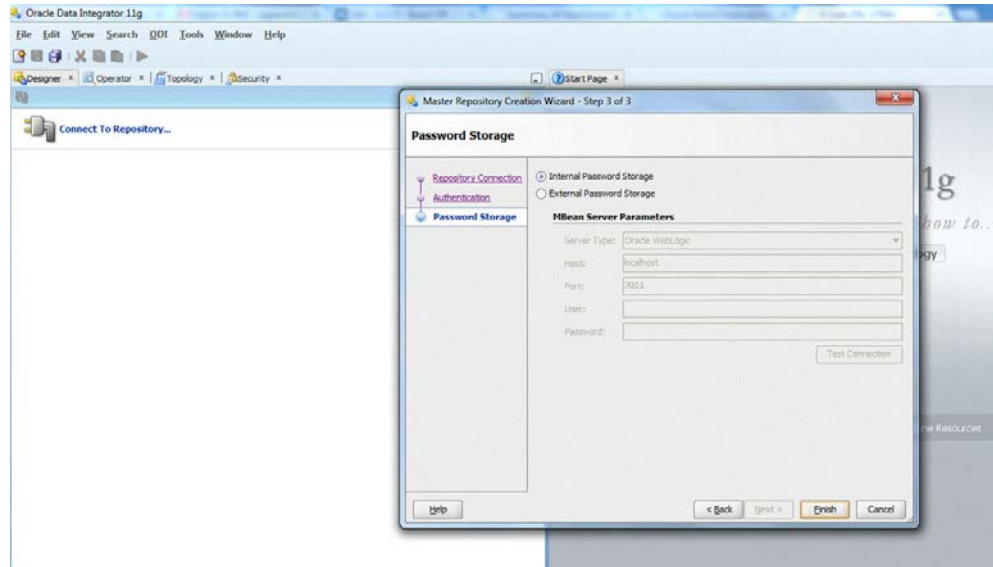 Oracle Data Integrator 11g
File Edit View Search ODI Tools Window Help
Designer Operator Topology Security Start Page
Connect To Repository...
Master Repository Creation Wizard - Step 3 of 3
Password Storage
Repository Connection
Authentication
Password Storage
Internal Password Storage
External Password Storage
MBean Server Parameters
Server Type: Oracle WebLogic
Host: localhost
Port: 7001
User:
Password:
Test Connection
Help < Back Next > Finish Cancel
1g
how to..
ogy
ne Resources